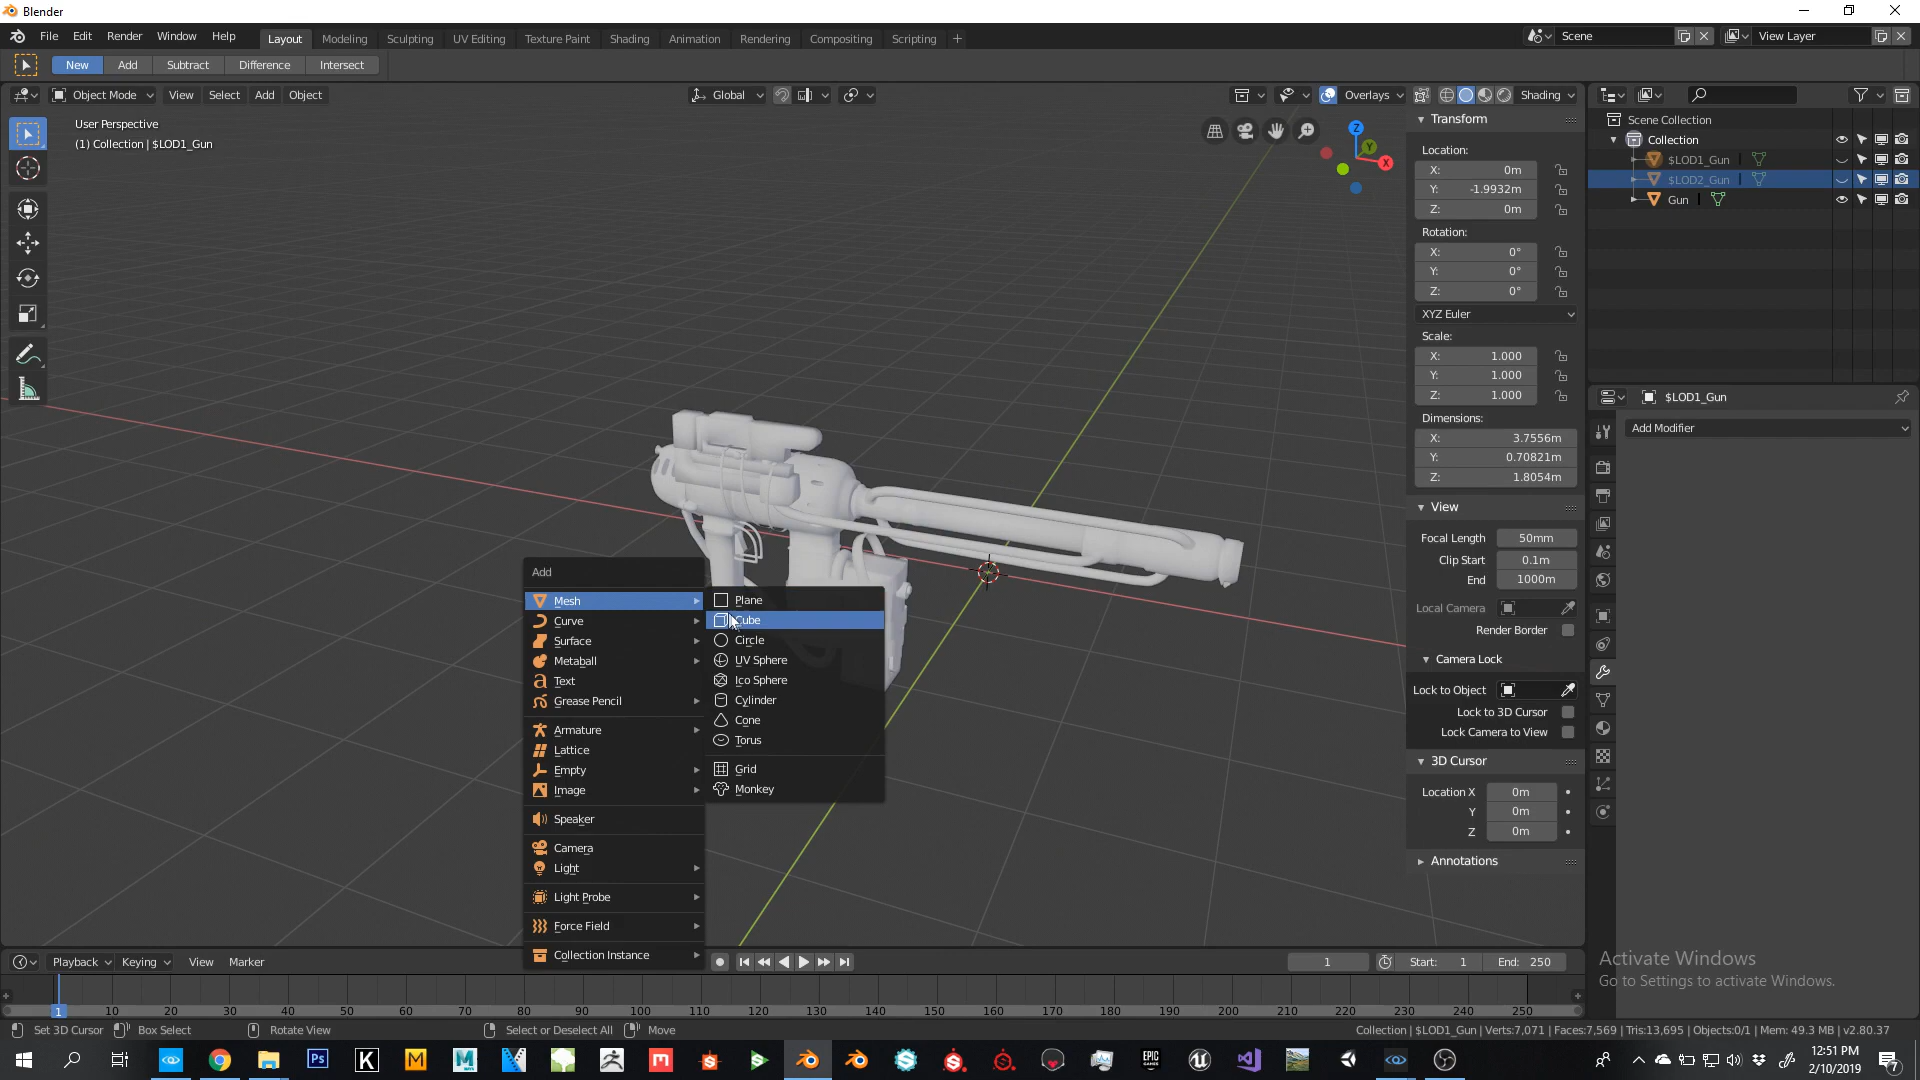 Blender
File Edit Render Window Help Layout Modeling Sculpting UV Editing Texture Paint Shading Animation Rendering Compositing Scripting + Scene View Layer
New Add Subtract Difference Intersect
Object Mode View Select Add Object Global Overlays Shading
User Perspective
(1) Collection | $LOD1_Gun
Z
Y
X
Transform
Location:
X: 0m
Y: -1.9932m
Z: 0m
Rotation:
X: 0°
Y: 0°
Z: 0°
XYZ Euler
Scale:
X: 1.000
Y: 1.000
Z: 1.000
Dimensions:
X: 3.7556m
Y: 0.70821m
Z: 1.8054m
View
Focal Length 50mm
Clip Start 0.1m
End 1000m
Local Camera
Render Border
Camera Lock
Lock to Object
Lock to 3D Cursor
Lock Camera to View
3D Cursor
Location X 0m
Y 0m
Z 0m
Annotations
Scene Collection
Collection
$LOD1_Gun
$LOD2_Gun
Gun
$LOD1_Gun
Add Modifier
Add
Mesh
Curve
Surface
Metaball
Text
Grease Pencil
Armature
Lattice
Empty
Image
Speaker
Camera
Light
Light Probe
Force Field
Collection Instance
Plane
Cube
Circle
UV Sphere
Ico Sphere
Cylinder
Cone
Torus
Grid
Monkey
Playback Keying View Marker 1 Start: 1 End: 250
1 10 20 30 40 50 60 70 80 90 100 110 120 130 140 150 160 170 180 190 200 210 220 230 240 250
Activate Windows
Go to Settings to activate Windows.
Set 3D Cursor Box Select Rotate View Select or Deselect All Move Collection | $LOD1_Gun | Verts:7,071 | Faces:7,569 | Tris:13,695 | Objects:0/1 | Mem: 49.3 MB | v2.80.37
Ps K M EPIC GAMES
12:51 PM
2/10/2019
7